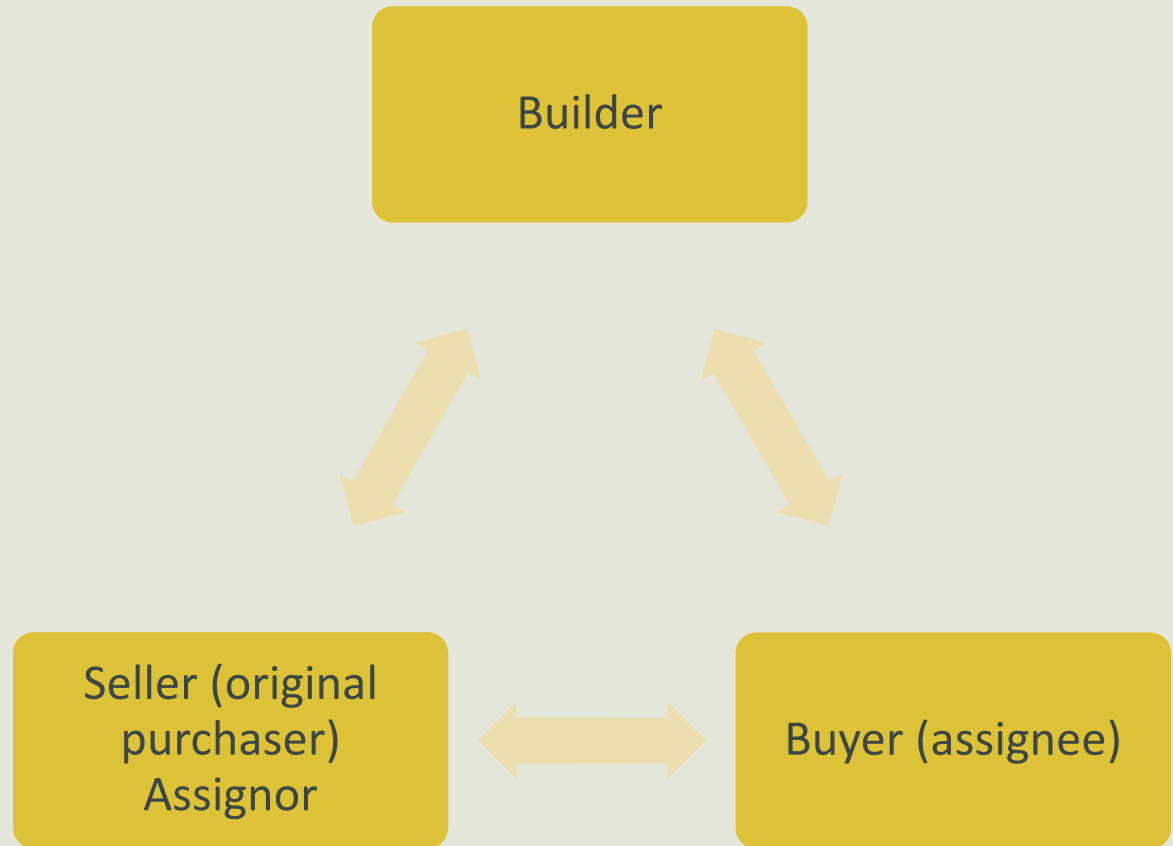 Builder
Seller (original
purchaser)
Assignor
Buyer (assignee)